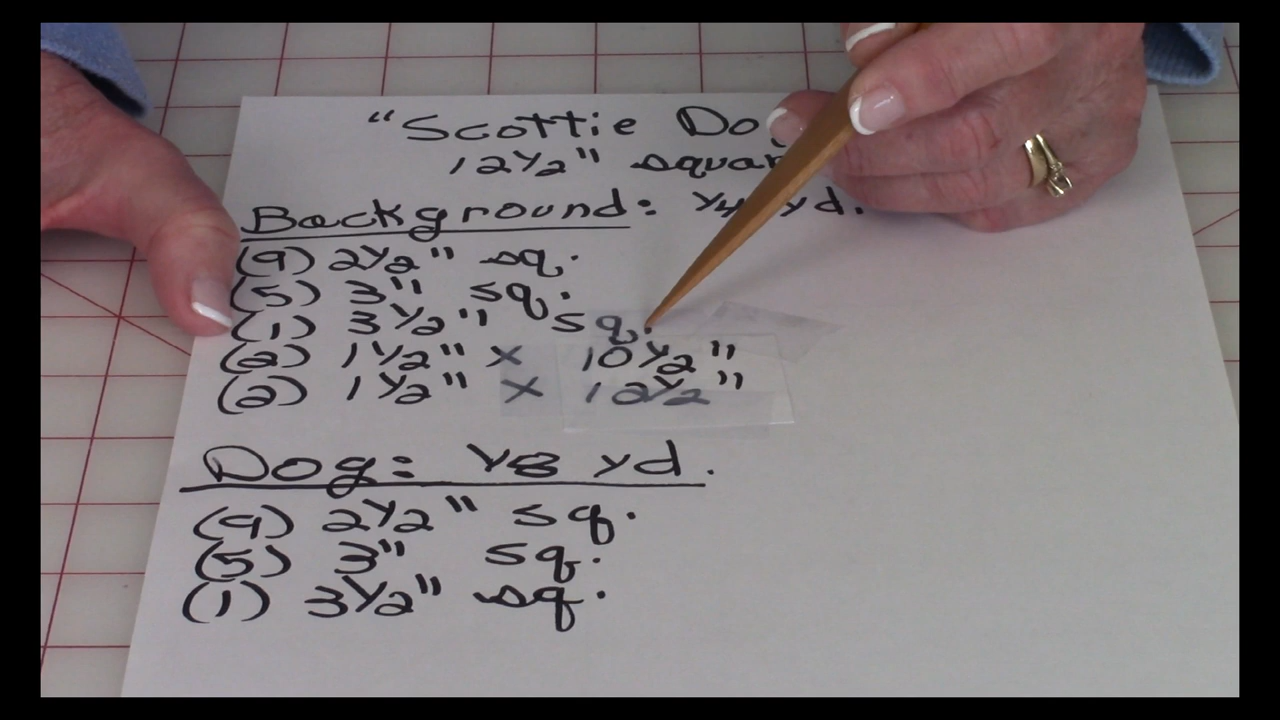 "Scottie Do
12½" squar
Background: ¼ yd.
(9) 2½" sq.
(5) 3" sq.
(1) 3½" sq.
(2) 1½" x 10½"
(2) 1½" x 12½"
Dog: ⅛ yd.
(9) 2½" sq.
(5) 3" sq.
(1) 3½" sq.